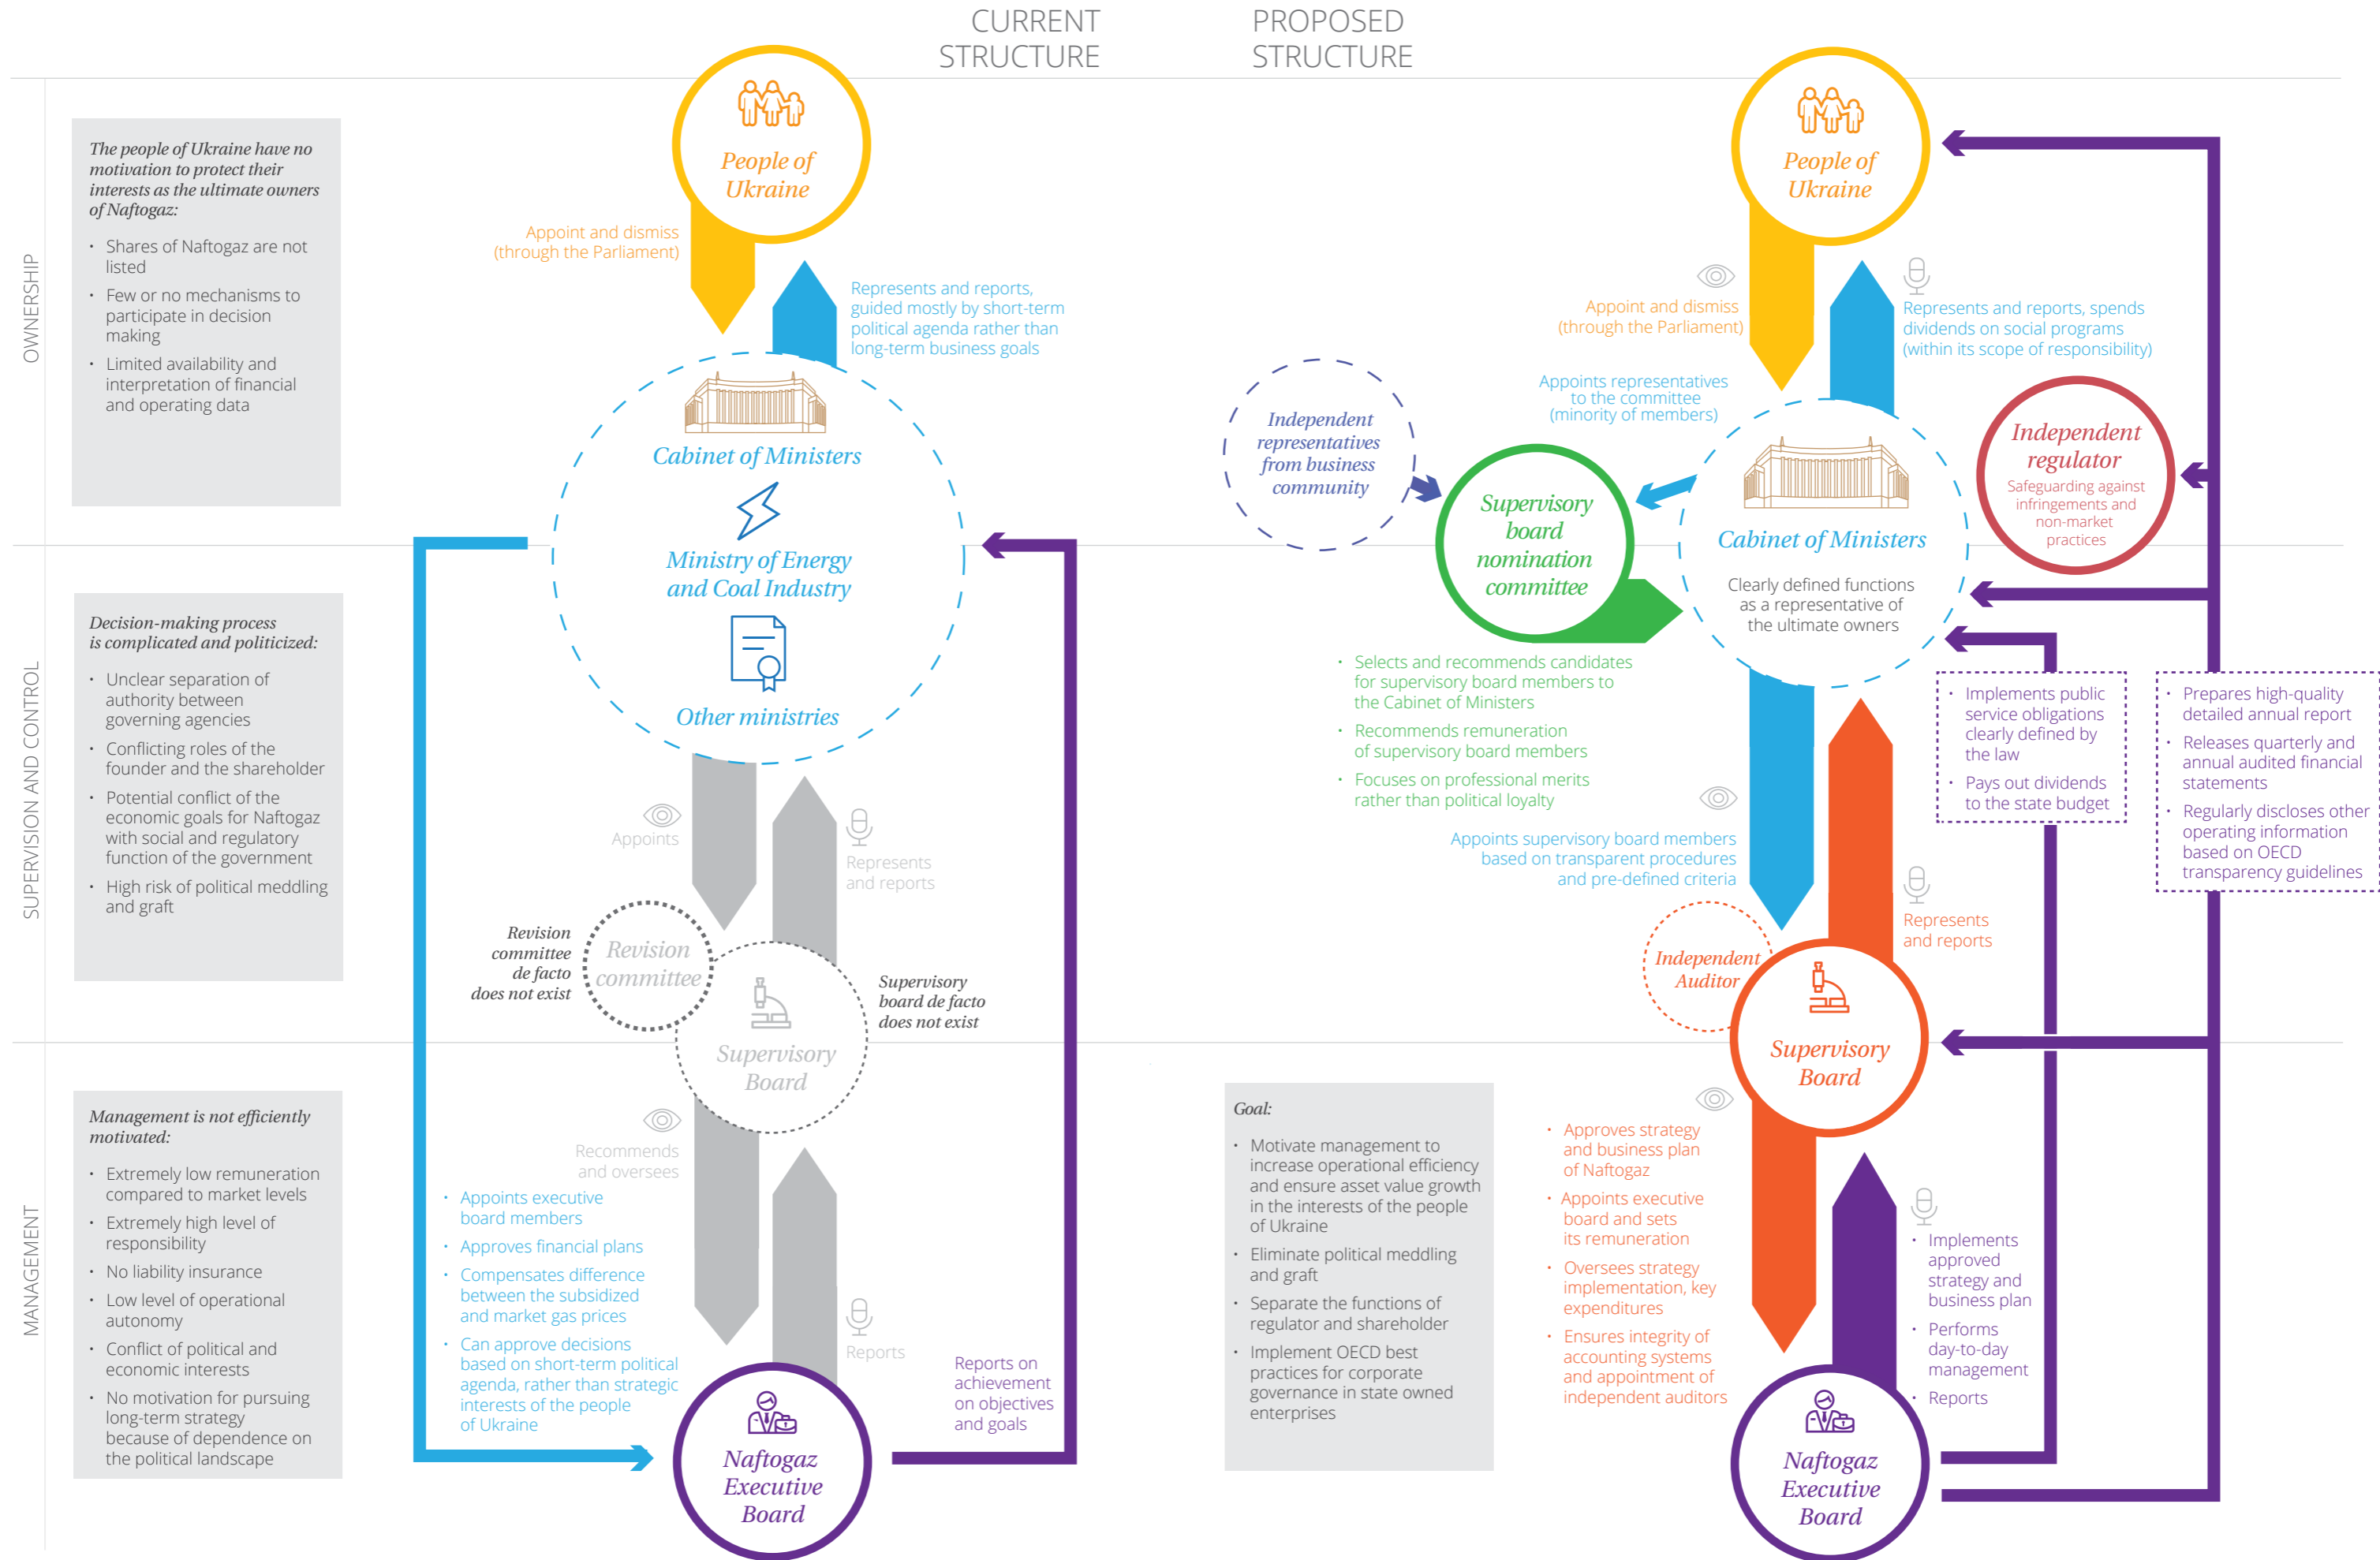 CURRENT
STRUCTURE
PROPOSED
STRUCTURE
OWNERSHIP
The people of Ukraine have no
motivation to protect their
interests as the ultimate owners
of Naftogaz:
· Shares of Naftogaz are not
listed
· Few or no mechanisms to
participate in decision
making
· Limited availability and
interpretation of financial
and operating data
SUPERVISION AND CONTROL
Decision-making process
is complicated and politicized:
· Unclear separation of
authority between
governing agencies
· Conflicting roles of the
founder and the shareholder
· Potential conflict of the
economic goals for Naftogaz
with social and regulatory
function of the government
· High risk of political meddling
and graft
MANAGEMENT
Management is not efficiently
motivated:
· Extremely low remuneration
compared to market levels
· Extremely high level of
responsibility
· No liability insurance
· Low level of operational
autonomy
· Conflict of political and
economic interests
· No motivation for pursuing
long-term strategy
because of dependence on
the political landscape
People of
Ukraine
Appoint and dismiss
(through the Parliament)
Represents and reports,
guided mostly by short-term
political agenda rather than
long-term business goals
Cabinet of Ministers
Ministry of Energy
and Coal Industry
Other ministries
Appoints
Represents
and reports
Revision
committee
de facto
does not exist
Revision
committee
Supervisory
board de facto
does not exist
Supervisory
Board
Recommends
and oversees
· Appoints executive
board members
· Approves financial plans
· Compensates difference
between the subsidized
and market gas prices
· Can approve decisions
based on short-term political
agenda, rather than strategic
interests of the people
of Ukraine
Reports
Reports on
achievement
on objectives
and goals
Naftogaz
Executive
Board
People of
Ukraine
Appoint and dismiss
(through the Parliament)
Represents and reports, spends
dividends on social programs
(within its scope of responsibility)
Appoints representatives
to the committee
(minority of members)
Independent
representatives
from business
community
Supervisory
board
nomination
committee
Cabinet of Ministers
Clearly defined functions
as a representative of
the ultimate owners
Independent
regulator
Safeguarding against
infringements and
non-market
practices
· Selects and recommends candidates
for supervisory board members to
the Cabinet of Ministers
· Recommends remuneration
of supervisory board members
· Focuses on professional merits
rather than political loyalty
· Implements public
service obligations
clearly defined by
the law
· Pays out dividends
to the state budget
· Prepares high-quality
detailed annual report
· Releases quarterly and
annual audited financial
statements
· Regularly discloses other
operating information
based on OECD
transparency guidelines
Appoints supervisory board members
based on transparent procedures
and pre-defined criteria
Represents
and reports
Independent
Auditor
Supervisory
Board
Goal:
· Motivate management to
increase operational efficiency
and ensure asset value growth
in the interests of the people
of Ukraine
· Eliminate political meddling
and graft
· Separate the functions of
regulator and shareholder
· Implement OECD best
practices for corporate
governance in state owned
enterprises
· Approves strategy
and business plan
of Naftogaz
· Appoints executive
board and sets
its remuneration
· Oversees strategy
implementation, key
expenditures
· Ensures integrity of
accounting systems
and appointment of
independent auditors
· Implements
approved
strategy and
business plan
· Performs
day-to-day
management
· Reports
Naftogaz
Executive
Board